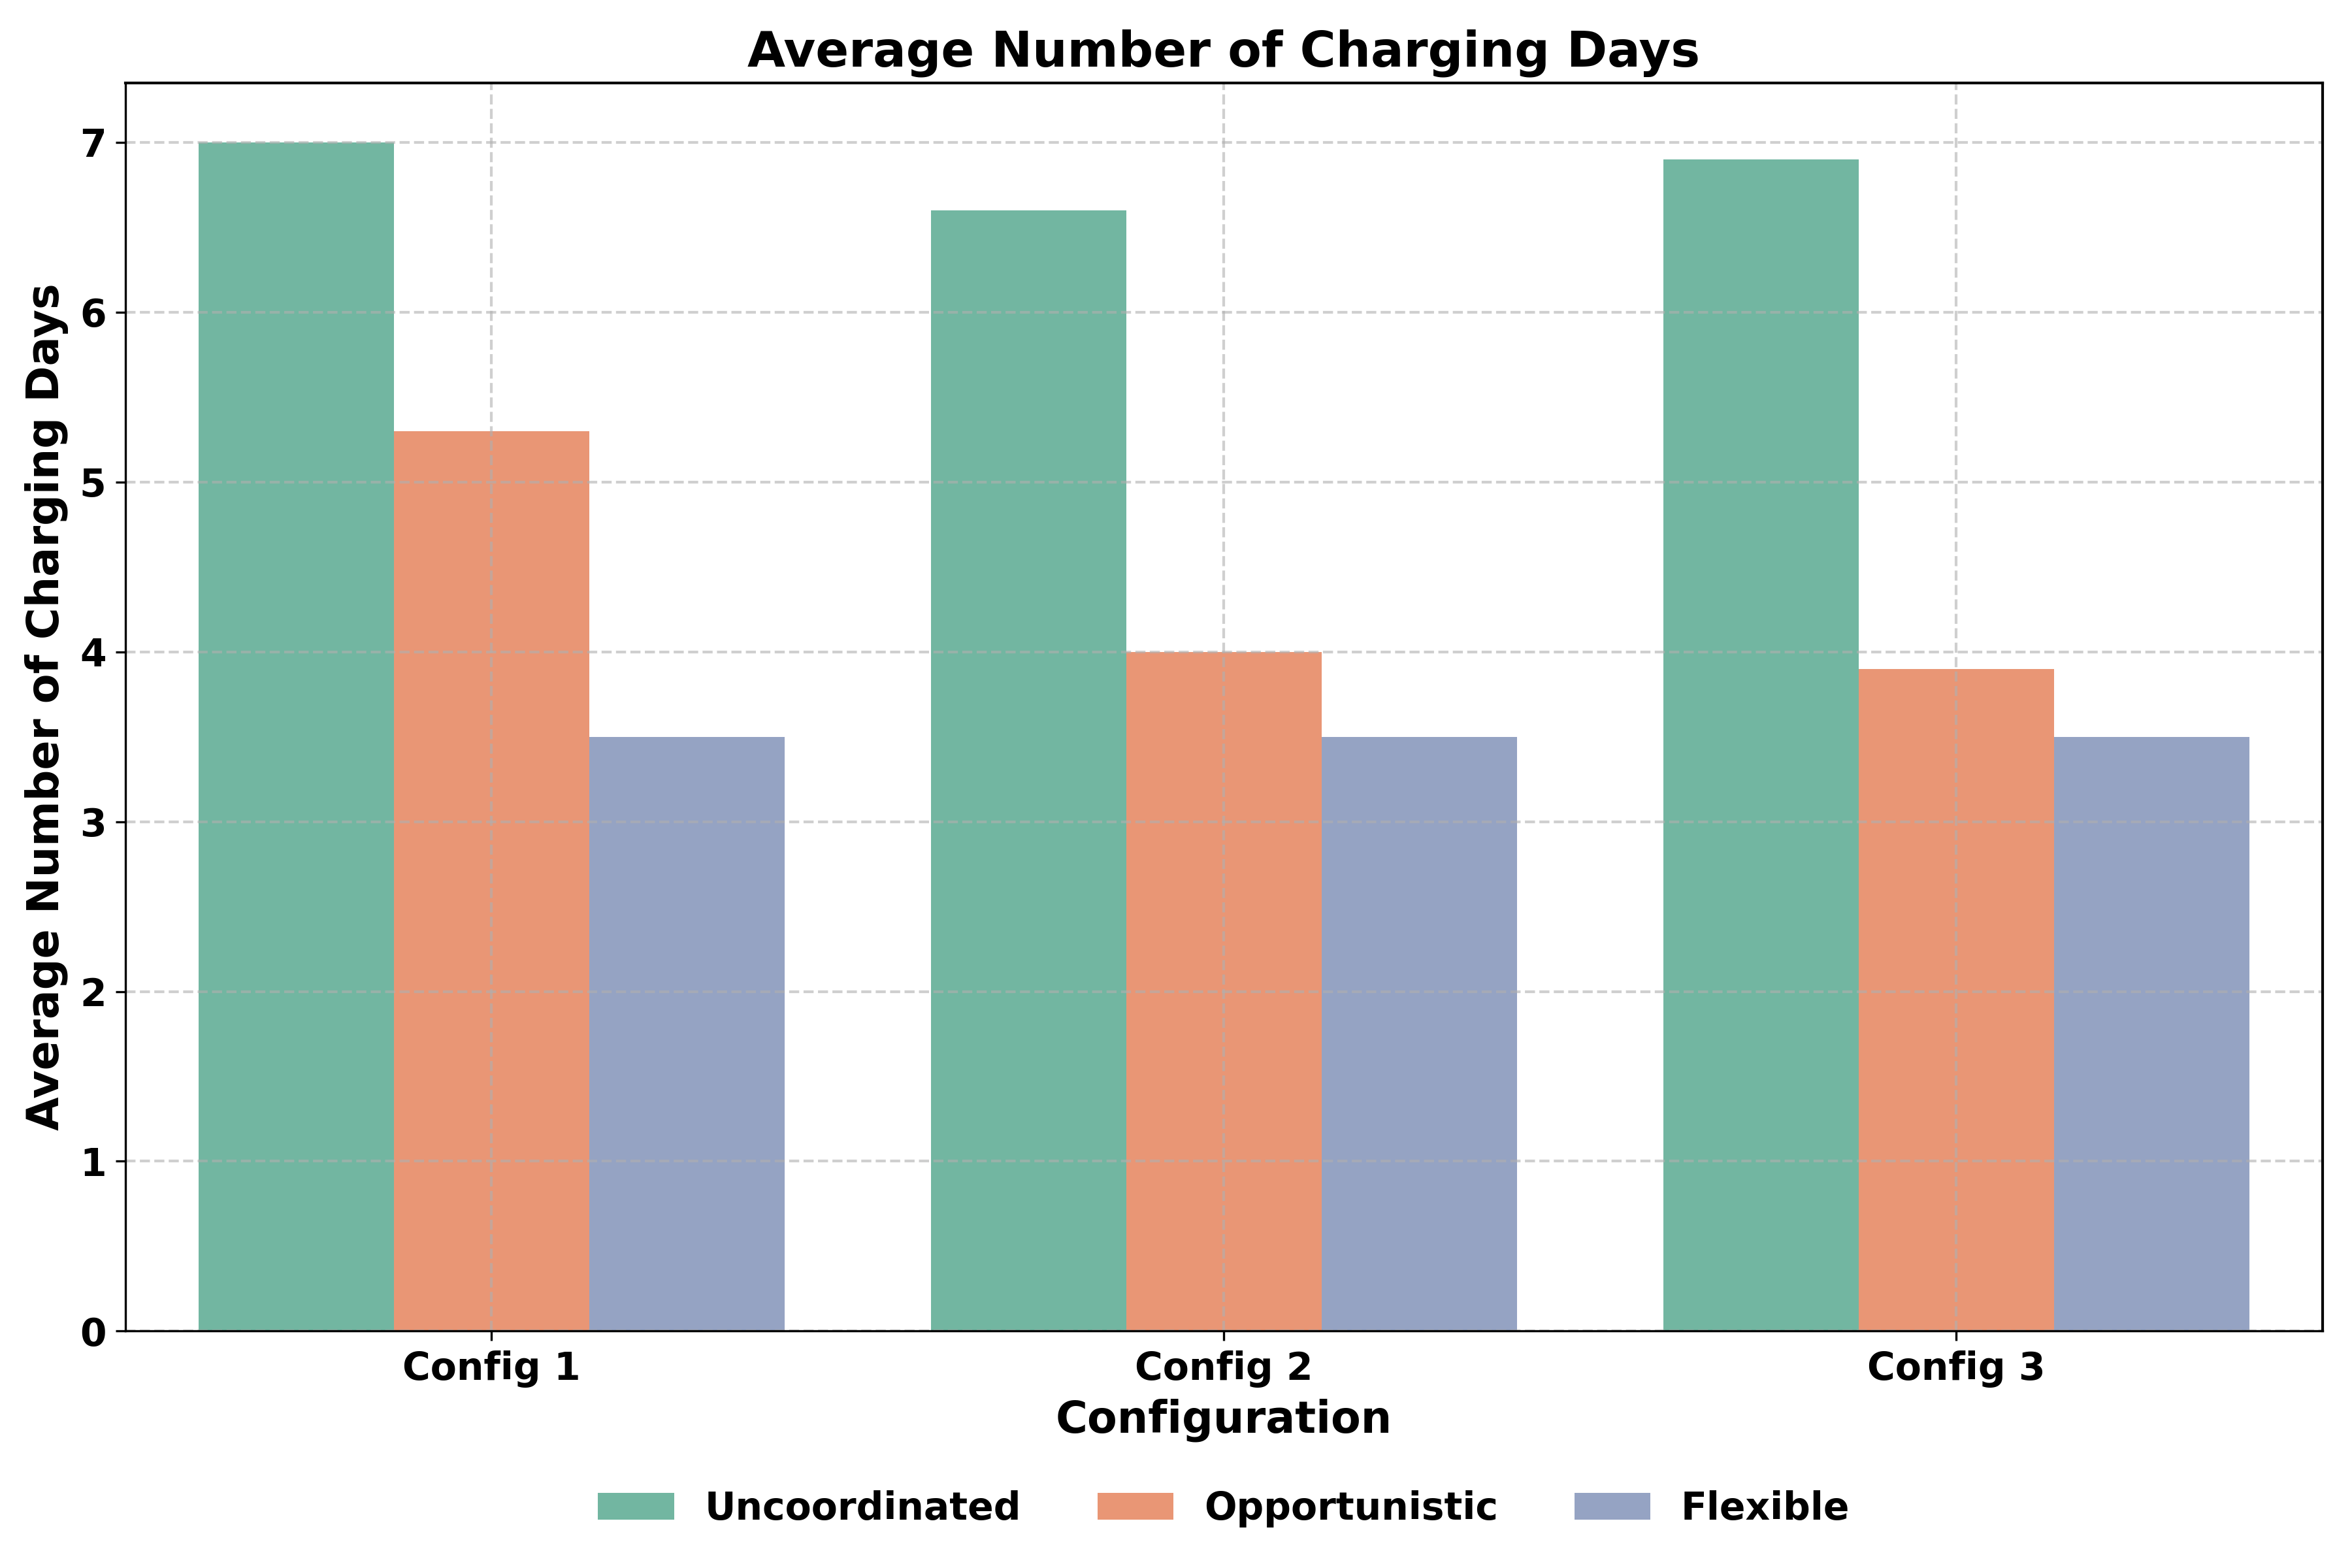 Average Number of Charging Days
Average Number of Charging Days
7
6
5
4
3
2
1
0
Config 1 Config 2 Config 3
Configuration
Uncoordinated Opportunistic Flexible